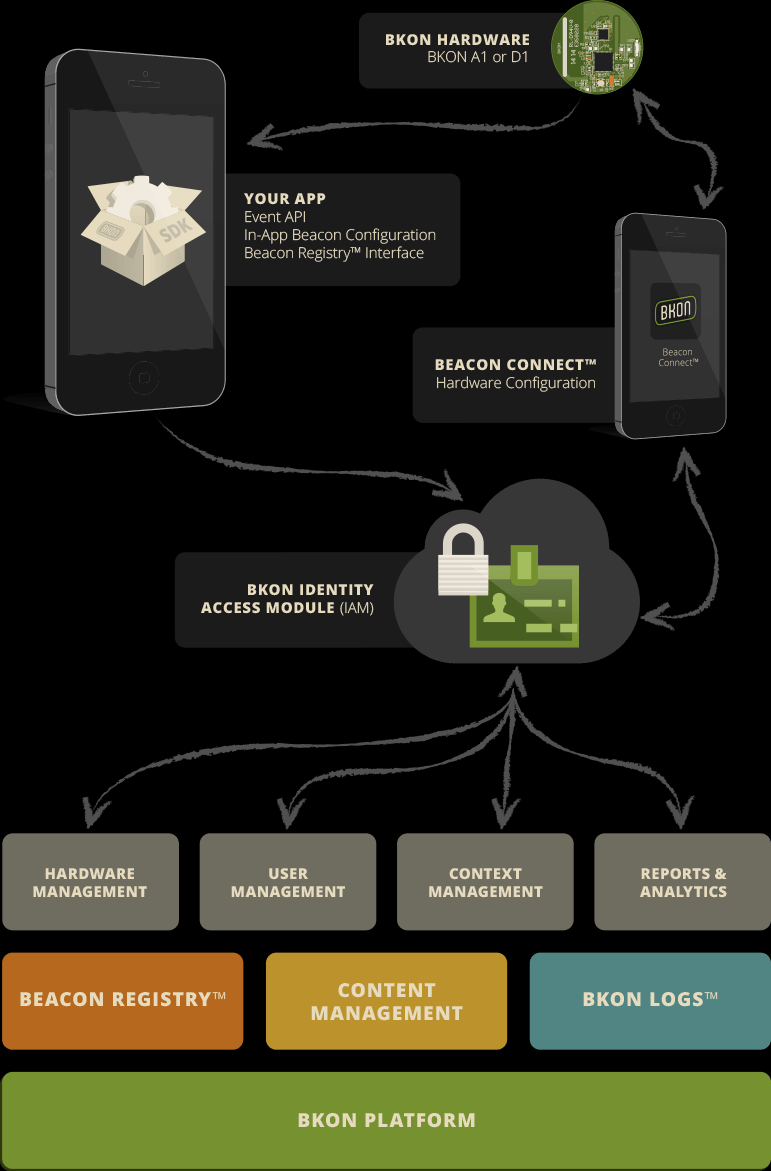 BKON HARDWARE
BKON A1 or D1
YOUR APP
Event API
In-App Beacon Configuration
Beacon Registry™ Interface
BKON
SDK
BKON
Beacon
Connect™
BEACON CONNECT™
Hardware Configuration
BKON IDENTITY
ACCESS MODULE (IAM)
HARDWARE
MANAGEMENT
USER
MANAGEMENT
CONTEXT
MANAGEMENT
REPORTS &
ANALYTICS
BEACON REGISTRY™
CONTENT
MANAGEMENT
BKON LOGS™
BKON PLATFORM